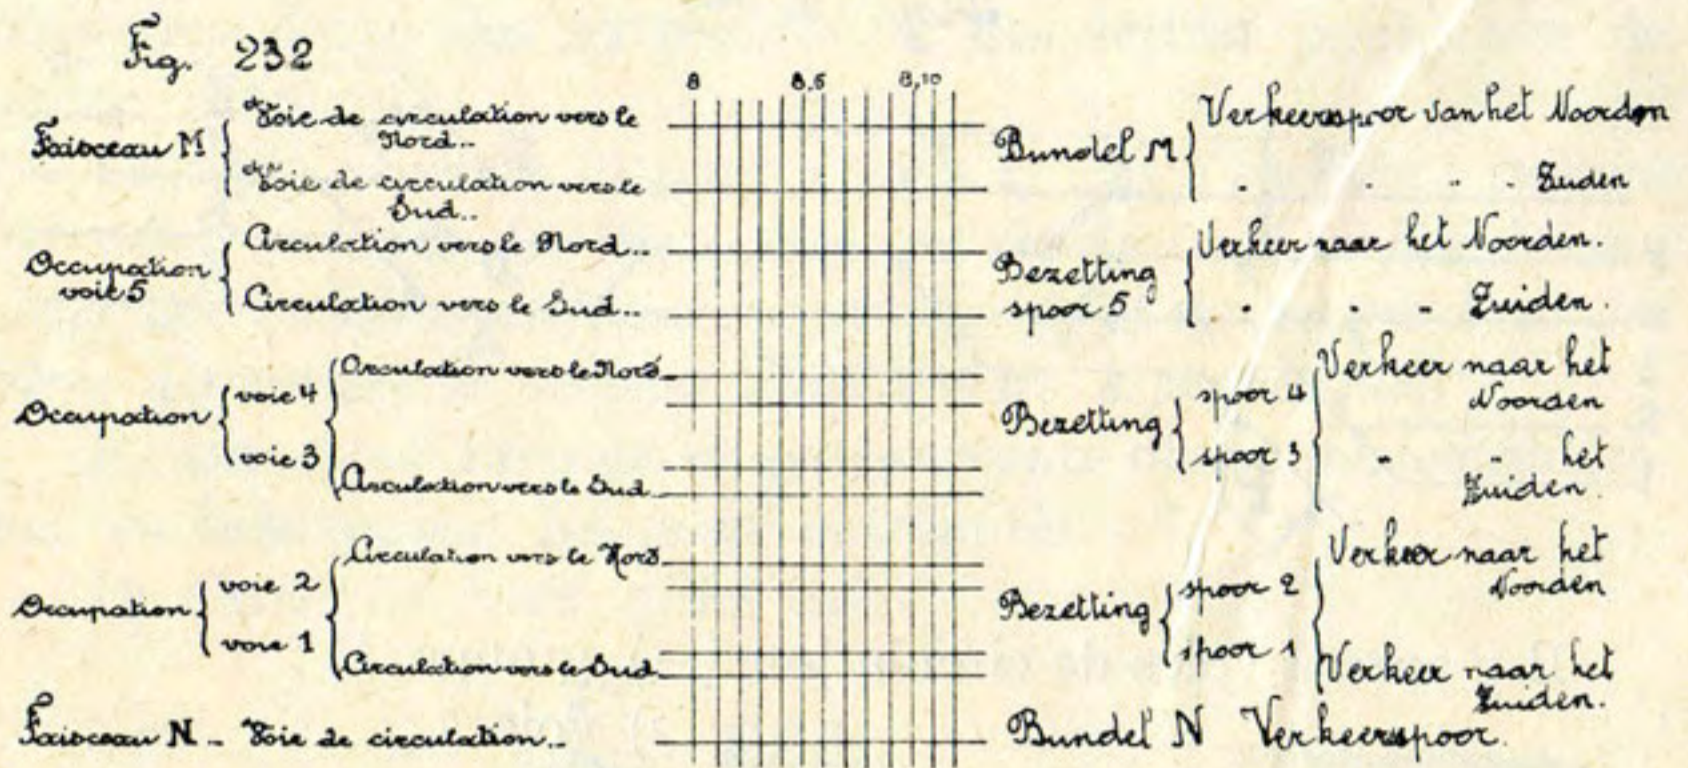 Fig. 232
8 8,5 8,10
Faisceau M
Voie de circulation vers le
Nord..
Voie de circulation vers le
Sud..
Occupation
voie 5
Circulation vers le Nord..
Circulation vers le Sud..
Occupation
voie 4
voie 3
Circulation vers le Nord
Circulation vers le Sud
Occupation
voie 2
voie 1
Circulation vers le Nord
Circulation vers le Sud
Faisceau N - Voie de circulation..
Bundel M
Verkeerspoor van het Noorden
" " " " Zuiden
Bezetting
spoor 5
Verkeer naar het Noorden.
" " " Zuiden.
Bezetting
spoor 4
spoor 3
Verkeer naar het
Noorden
" " het
Zuiden.
Bezetting
spoor 2
spoor 1
Verkeer naar het
Noorden
Verkeer naar het
Zuiden.
Bundel N Verkeerspoor.